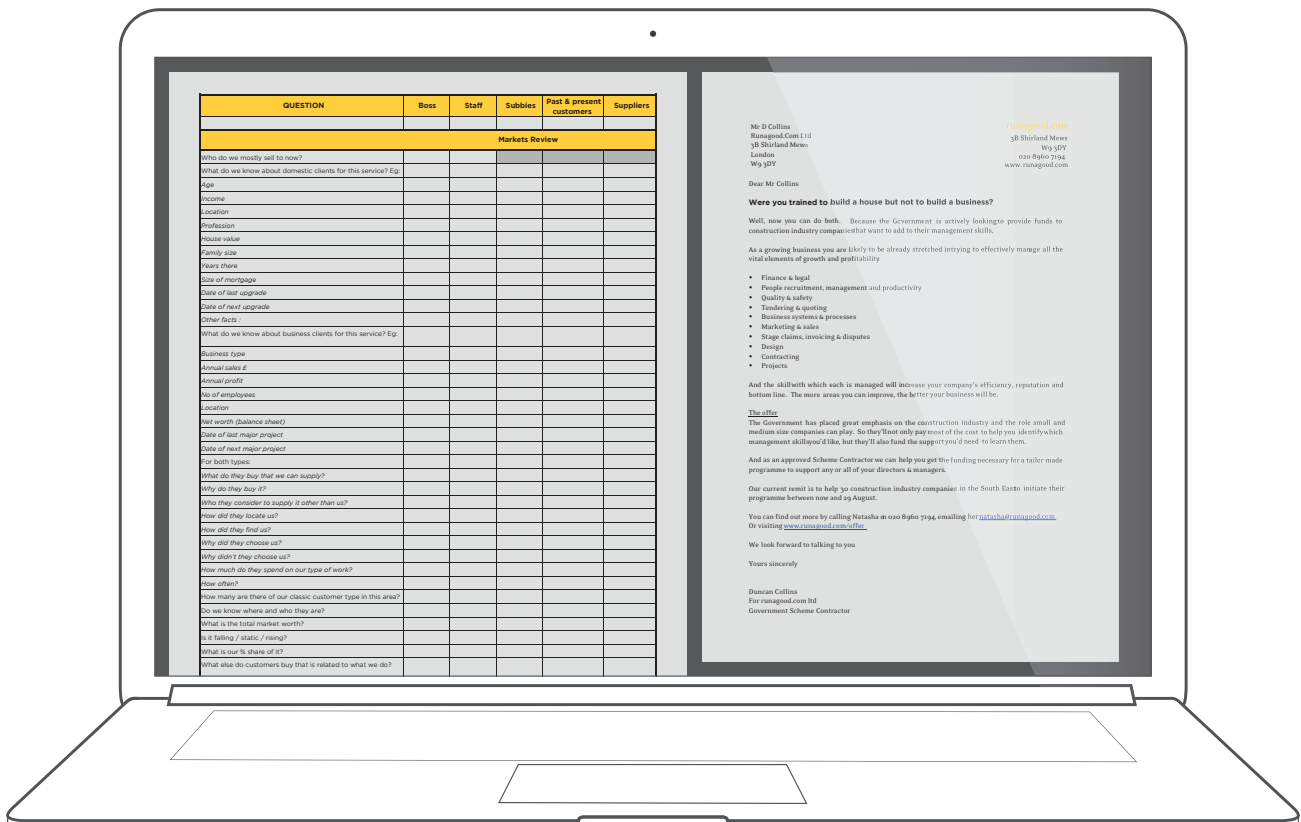 QUESTION Boss Staff Subbies Past & present customers Suppliers
Markets Review
Who do we mostly sell to now?
What do we know about domestic clients for this service? Eg:
Age
Income
Location
Profession
House value
Family size
Years there
Size of mortgage
Date of last upgrade
Date of next upgrade
Other facts :
What do we know about business clients for this service? Eg:
Business type
Annual sales £
Annual profit
No of employees
Location
Net worth (balance sheet)
Date of last major project
Date of next major project
For both types:
What do they buy that we can supply?
Why do they buy it?
Who they consider to supply it other than us?
How did they locate us?
How did they find us?
Why did they choose us?
Why didn't they choose us?
How much do they spend on our type of work?
How often?
How many are there of our classic customer type in this area?
Do we know where and who they are?
What is the total market worth?
Is it falling / static / rising?
What is our % share of it?
What else do customers buy that is related to what we do?
Mr D Collins
Runagood.Com Ltd
3B Shirland Mews
London
W9 3DY
runagood.com
3B Shirland Mews
W9 3DY
020 8960 7194
www. runagood.com
Dear Mr Collins
Were you trained to build a house but not to build a business?
Well, now you can do both. Because the Government is actively looking to provide funds to
construction industry companies that want to add to their management skills.
As a growing business you are likely to be already stretched in trying to effectively manage all the
vital elements of growth and profitability
• Finance & legal
• People recruitment, management and productivity
• Quality & safety
• Tendering & quoting
• Business systems & processes
• Marketing & sales
• Stage claims, invoicing & disputes
• Design
• Contracting
• Projects
And the skill with which each is managed will increase your company's efficiency, reputation and
bottom line. The more areas you can improve, the better your business will be.
The offer
The Government has placed great emphasis on the construction industry and the role small and
medium size companies can play. So they'll not only pay most of the cost to help you identify which
management skills you'd like, but they'll also fund the support you'd need to learn them.
And as an approved Scheme Contractor we can help you get the funding necessary for a tailor made
programme to support any or all of your directors & managers.
Our current remit is to help 30 construction industry companies in the South East to initiate their
programme between now and 29 August.
You can find out more by calling Natasha on 020 8960 7194, emailing her natasha@runagood.com
Or visiting www.runagood.com/offer
We look forward to talking to you
Yours sincerely
Duncan Collins
For runagood.com ltd
Government Scheme Contractor